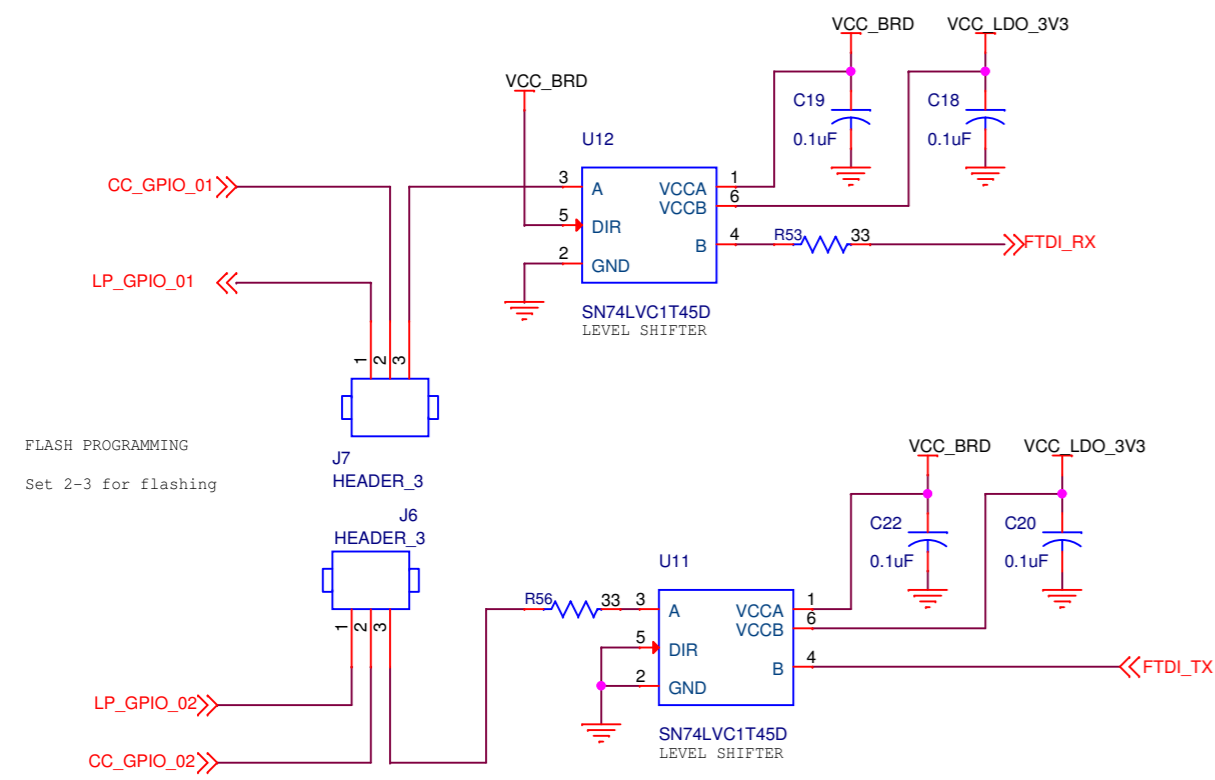 VCC_BRD
VCC_LDO_3V3
VCC_BRD
C19
0.1uF
C18
0.1uF
U12
CC_GPIO_01
3
A
VCCA
1
VCCB
6
5
DIR
B
4
R53
33
FTDI_RX
2
GND
LP_GPIO_01
SN74LVC1T45D
LEVEL SHIFTER
1
2
3
FLASH PROGRAMMING
Set 2-3 for flashing
J7
HEADER_3
J6
HEADER_3
VCC_BRD
VCC_LDO_3V3
C22
0.1uF
C20
0.1uF
U11
R56
33
3
A
VCCA
1
VCCB
6
1
2
3
5
DIR
B
4
FTDI_TX
2
GND
LP_GPIO_02
SN74LVC1T45D
LEVEL SHIFTER
CC_GPIO_02